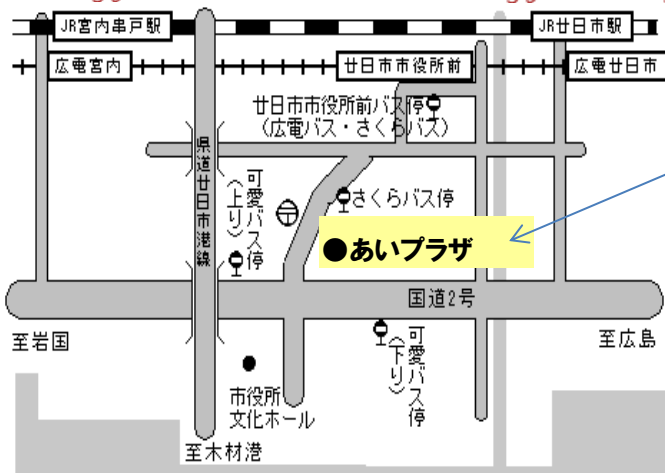 JR宮内串戸駅
JR廿日市駅
広電宮内
廿日市市役所前
広電廿日市
廿日市市役所前バス停
(広電バス・さくらバス)
県道廿日市港線
可愛バス停
(上り)
さくらバス停
●あいプラザ
国道2号
至岩国
至広島
可愛バス停
(下り)
市役所
文化ホール
至木材港